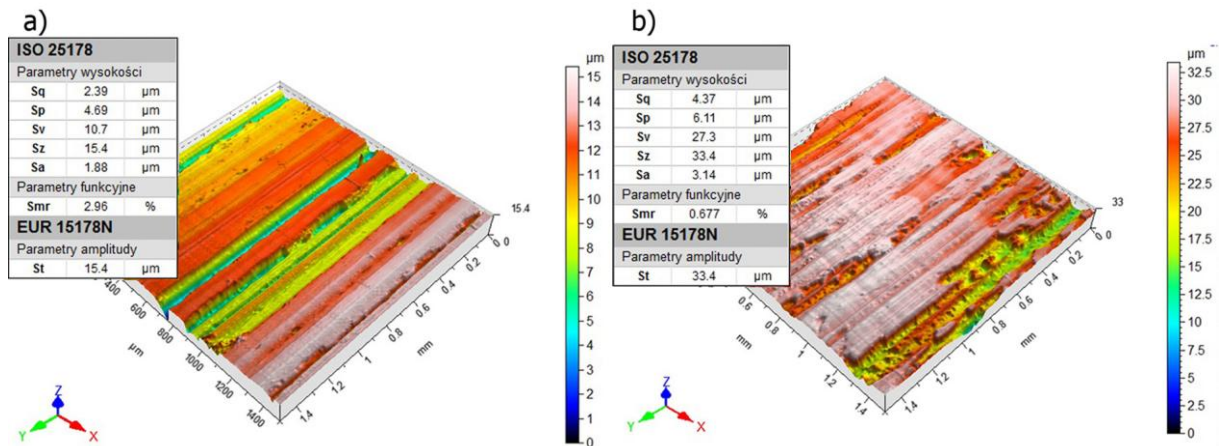 a)
ISO 25178
Parametry wysokości
Sq 2.39 µm
Sp 4.69 µm
Sv 10.7 µm
Sz 15.4 µm
Sa 1.88 µm
Parametry funkcyjne
Smr 2.96 %
EUR 15178N
Parametry amplitudy
St 15.4 µm
400
600
800
1000
1200
1400
µm
15.4
0 0
0.2
0.4
0.6
0.8
1
1.2
1.4
mm
Z
Y X
µm
15
14
13
12
11
10
9
8
7
6
5
4
3
2
1
0
b)
ISO 25178
Parametry wysokości
Sq 4.37 µm
Sp 6.11 µm
Sv 27.3 µm
Sz 33.4 µm
Sa 3.14 µm
Parametry funkcyjne
Smr 0.677 %
EUR 15178N
Parametry amplitudy
St 33.4 µm
0.6
0.8
1
1.2
1.4
mm
33
0 0
0.2
0.4
0.6
0.8
1
1.2
1.4
mm
Z
Y X
µm
32.5
30.0
27.5
25.0
22.5
20.0
17.5
15.0
12.5
10.0
7.5
5.0
2.5
0.0